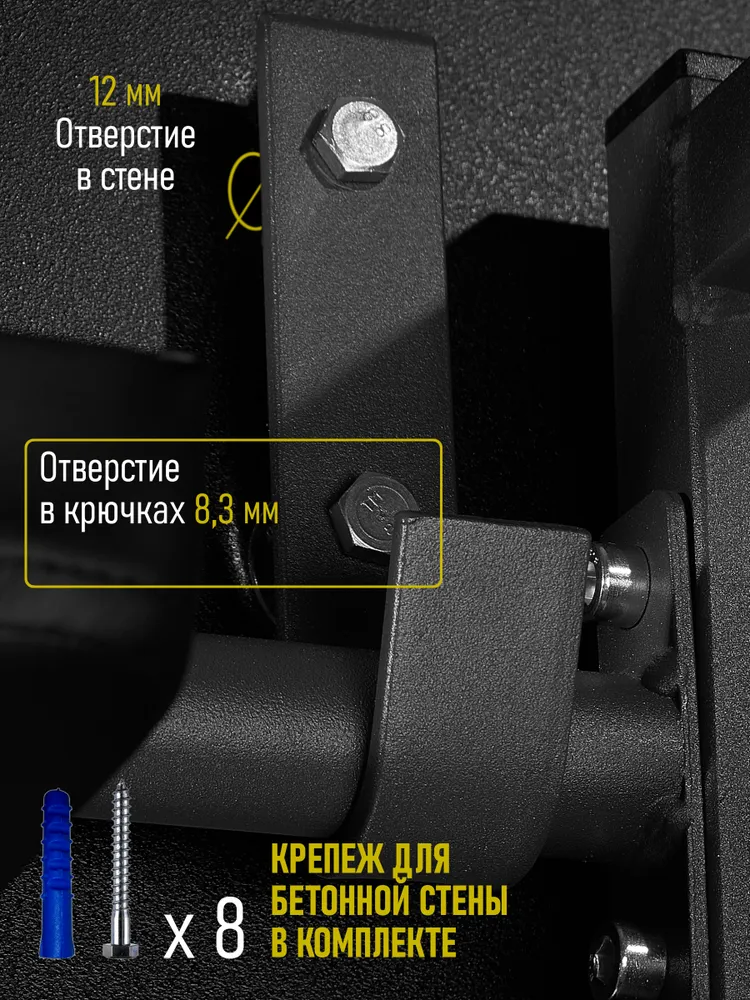 12 мм
Отверстие
в стене
Отверстие
в крючках 8,3 мм
x 8
КРЕПЕЖ ДЛЯ
БЕТОННОЙ СТЕНЫ
В КОМПЛЕКТЕ